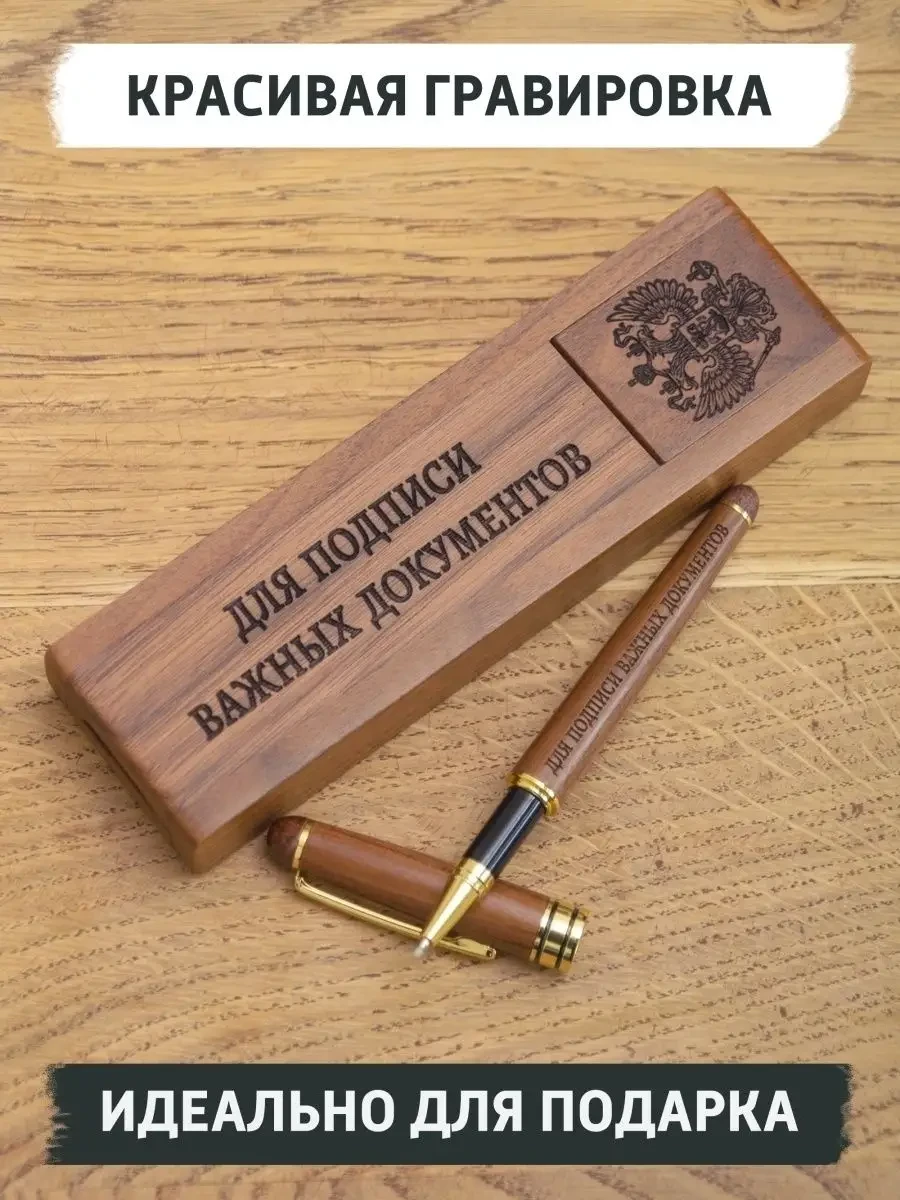 КРАСИВАЯ ГРАВИРОВКА
ДЛЯ ПОДПИСИ
ВАЖНЫХ ДОКУМЕНТОВ
ДЛЯ ПОДПИСИ ВАЖНЫХ ДОКУМЕНТОВ
ИДЕАЛЬНО ДЛЯ ПОДАРКА